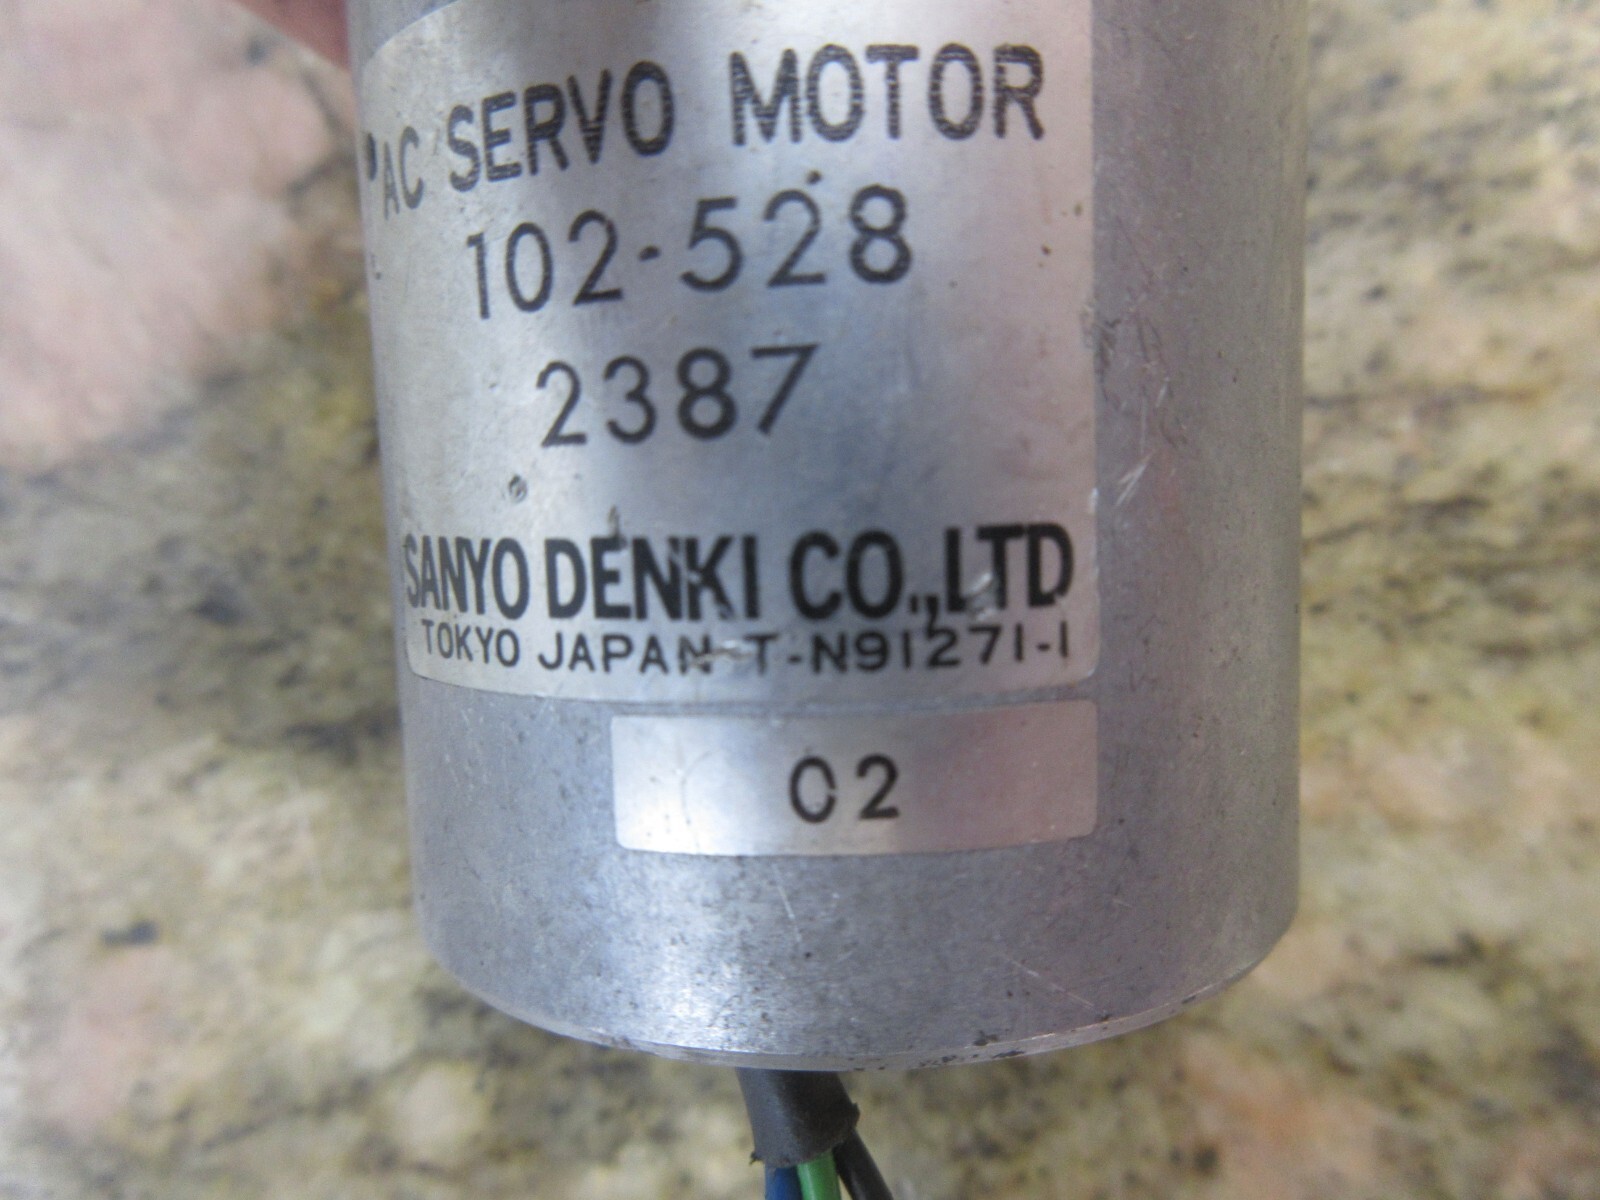 AC SERVO MOTOR
102-528
2387
SANYO DENKI CO.,LTD
TOKYO JAPAN T-N91271-1
02